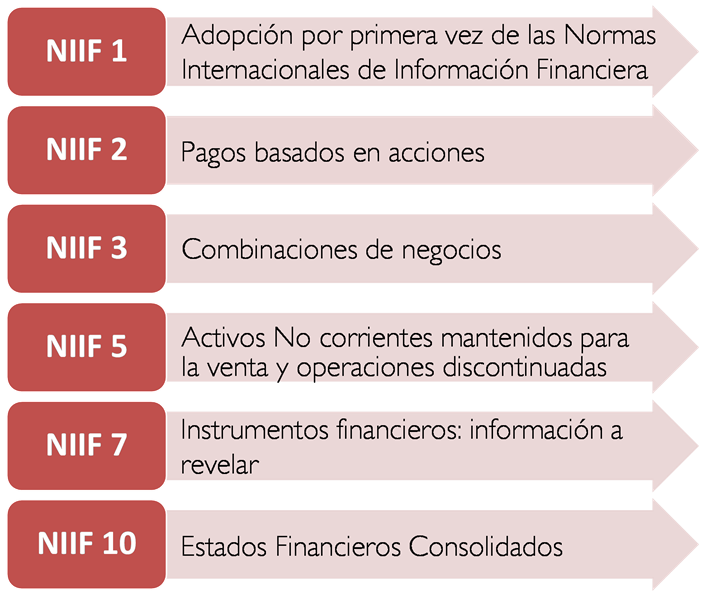 NIIF 1
Adopción por primera vez de las Normas
Internacionales de Información Financiera
NIIF 2
Pagos basados en acciones
NIIF 3
Combinaciones de negocios
NIIF 5
Activos No corrientes mantenidos para
la venta y operaciones discontinuadas
NIIF 7
Instrumentos financieros: información a
revelar
NIIF 10
Estados Financieros Consolidados